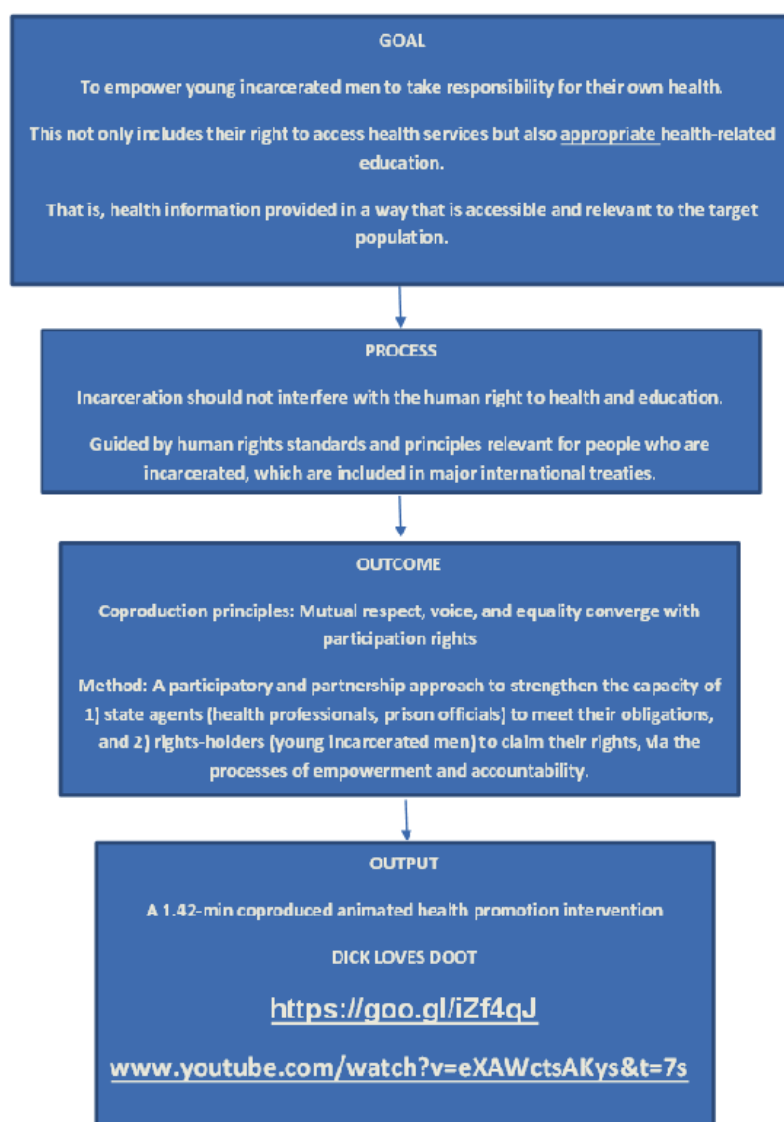 GOAL
To empower young incarcerated men to take responsibility for their own health.
This not only includes their right to access health services but also appropriate health-related
education.
That is, health information provided in a way that is accessible and relevant to the target
population.
PROCESS
Incarceration should not interfere with the human right to health and education.
Guided by human rights standards and principles relevant for people who are
incarcerated, which are included in major international treaties.
OUTCOME
Coproduction principles: Mutual respect, voice, and equality converge with
participation rights
Method: A participatory and partnership approach to strengthen the capacity of
1) state agents (health professionals, prison officials) to meet their obligations,
and 2) rights-holders (young incarcerated men) to claim their rights, via the
processes of empowerment and accountability.
OUTPUT
A 1.42-min coproduced animated health promotion intervention
DICK LOVES DOOT
https://goo.gl/iZf4qJ
www.youtube.com/watch?v=eXAWctsAKys&t=7s